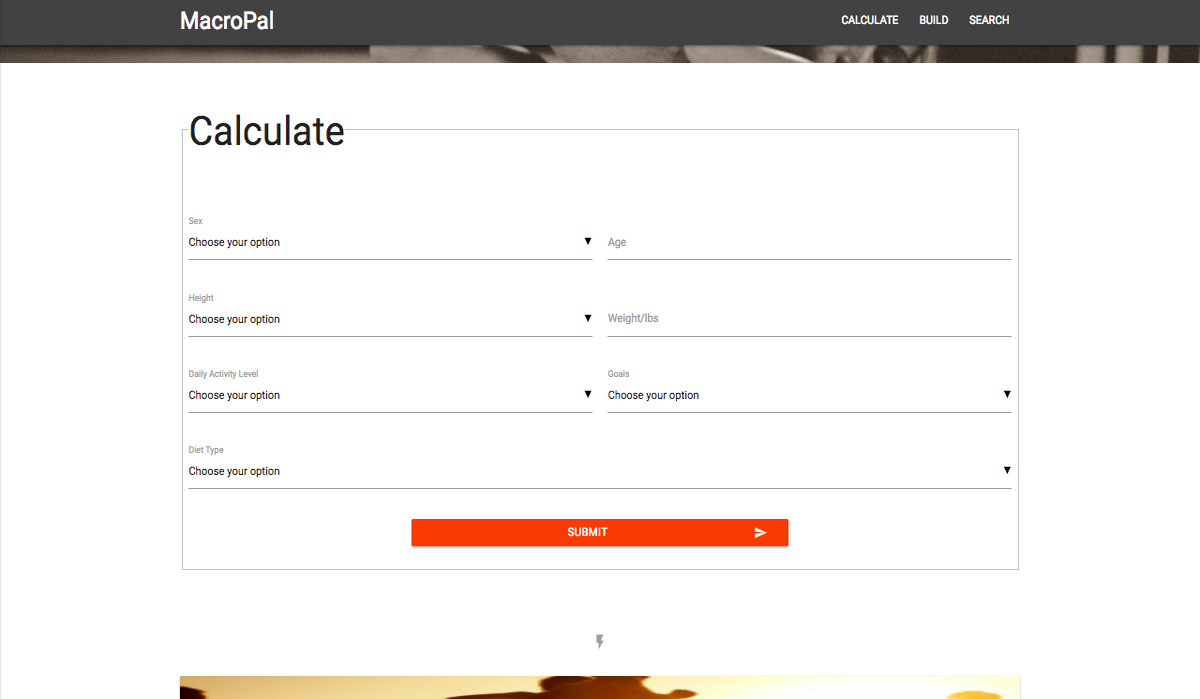 MacroPal
CALCULATE BUILD SEARCH
Calculate
Sex
Choose your option ▼
Age
Height
Choose your option ▼
Weight/lbs
Daily Activity Level
Choose your option ▼
Goals
Choose your option ▼
Diet Type
Choose your option ▼
SUBMIT